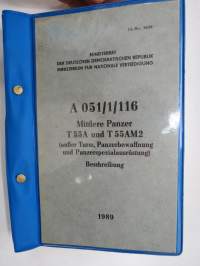 MINISTERRAT
DER DEUTSCHEN DEMOKRATISCHEN REPUBLIK
MINISTERIUM FÜR NATIONALE VERTEIDIGUNG
A 051/1/116
Mittlere Panzer
T 55A und T 55AM2
(außer Turm, Panzerbewaffnung
und Panzerspezialausrüstung)
Beschreibung
1989